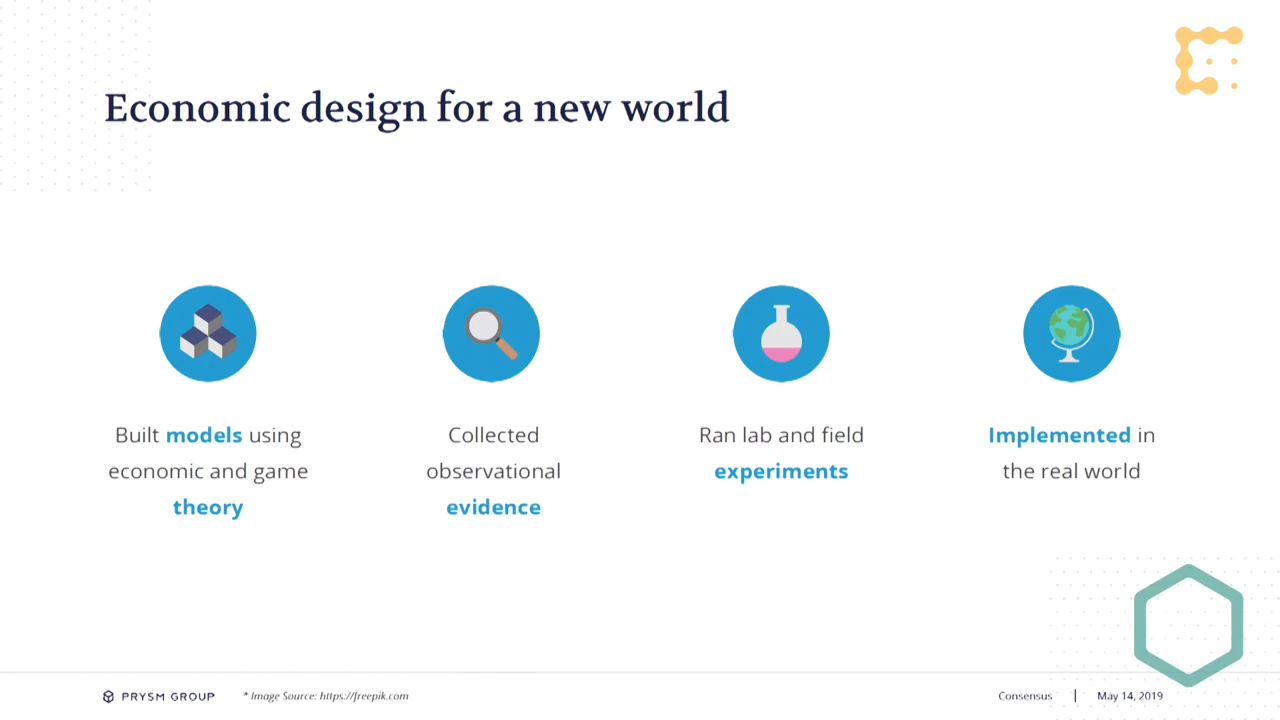 Economic design for a new world
Built models using
economic and game
theory
Collected
observational
evidence
Ran lab and field
experiments
Implemented in
the real world
PRYSM GROUP
* Image Source: https://freepik.com
Consensus | May 14, 2019